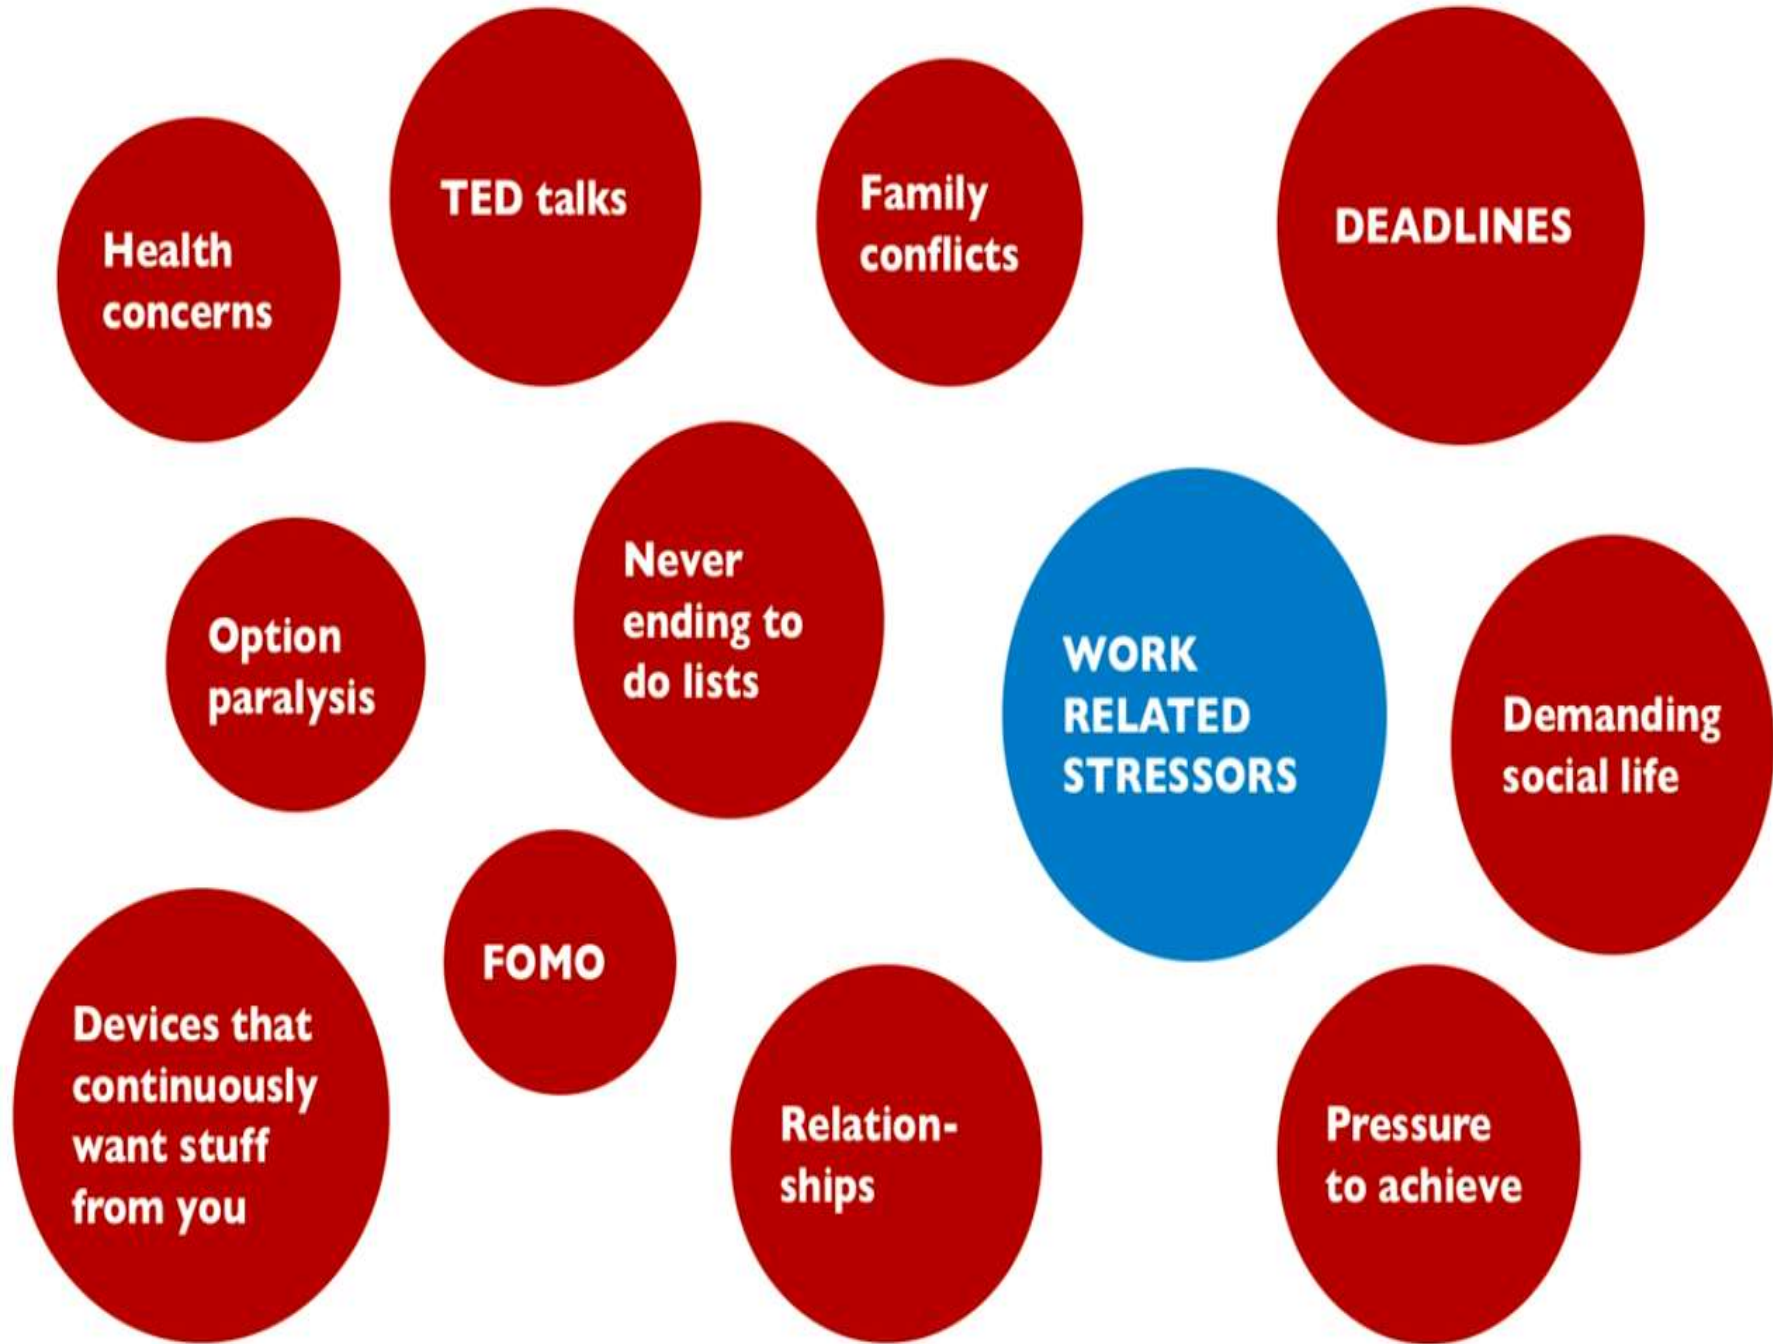 Health
concerns
TED talks
Family
conflicts
DEADLINES
Option
paralysis
Never
ending to
do lists
WORK
RELATED
STRESSORS
Demanding
social life
Devices that
continuously
want stuff
from you
FOMO
Relation-
ships
Pressure
to achieve